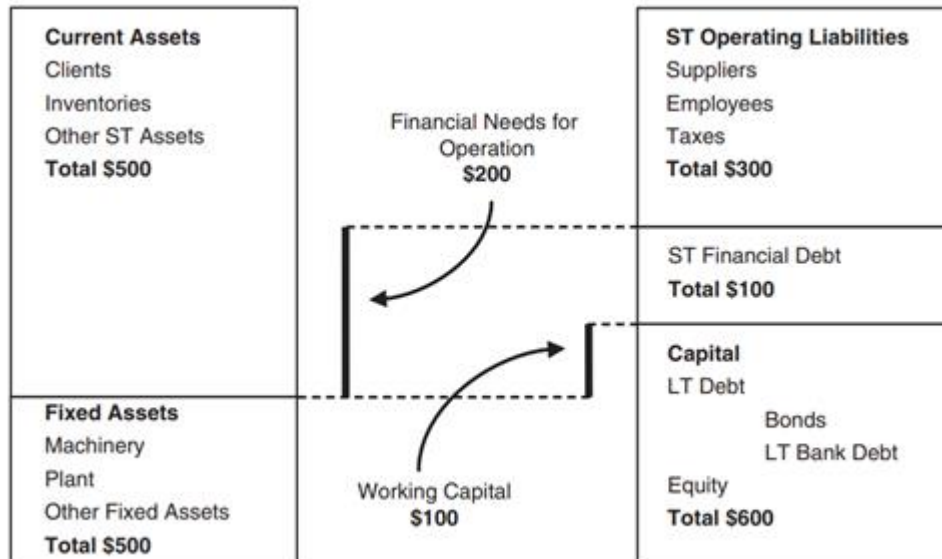 Current Assets
Clients
Inventories
Other ST Assets
Total $500
Fixed Assets
Machinery
Plant
Other Fixed Assets
Total $500
Financial Needs for
Operation
$200
Working Capital
$100
ST Operating Liabilities
Suppliers
Employees
Taxes
Total $300
ST Financial Debt
Total $100
Capital
LT Debt
Bonds
LT Bank Debt
Equity
Total $600